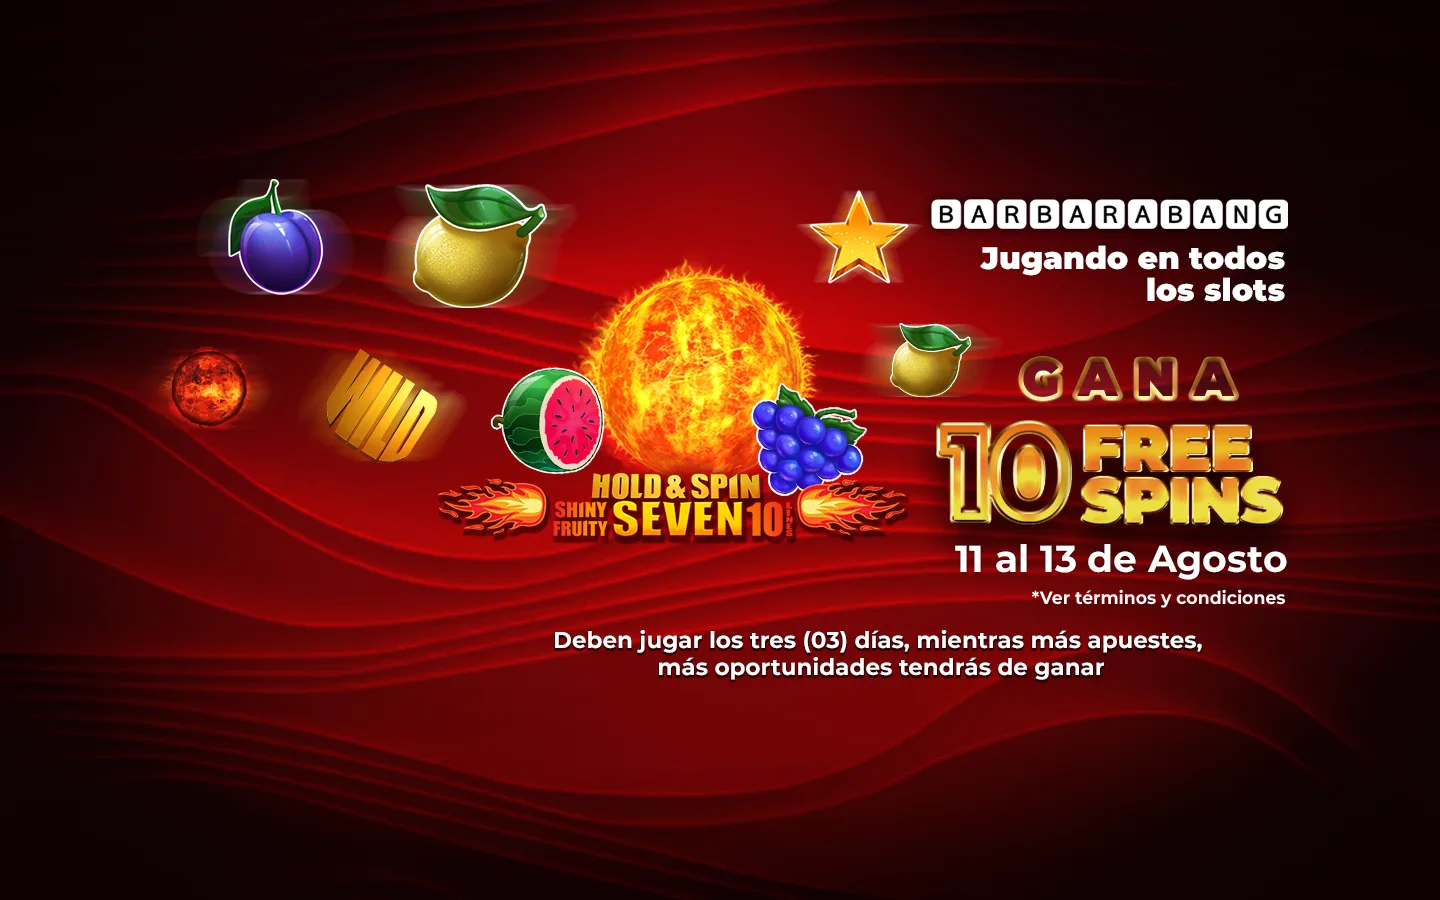 BARBARABANG
Jugando en todos
los slots
WILD
GANA
10 FREE
SPINS
HOLD & SPIN
SHINY
FRUITY SEVEN 10 LINES
11 al 13 de Agosto
*Ver términos y condiciones
Deben jugar los tres (03) días, mientras más apuestes,
más oportunidades tendrás de ganar